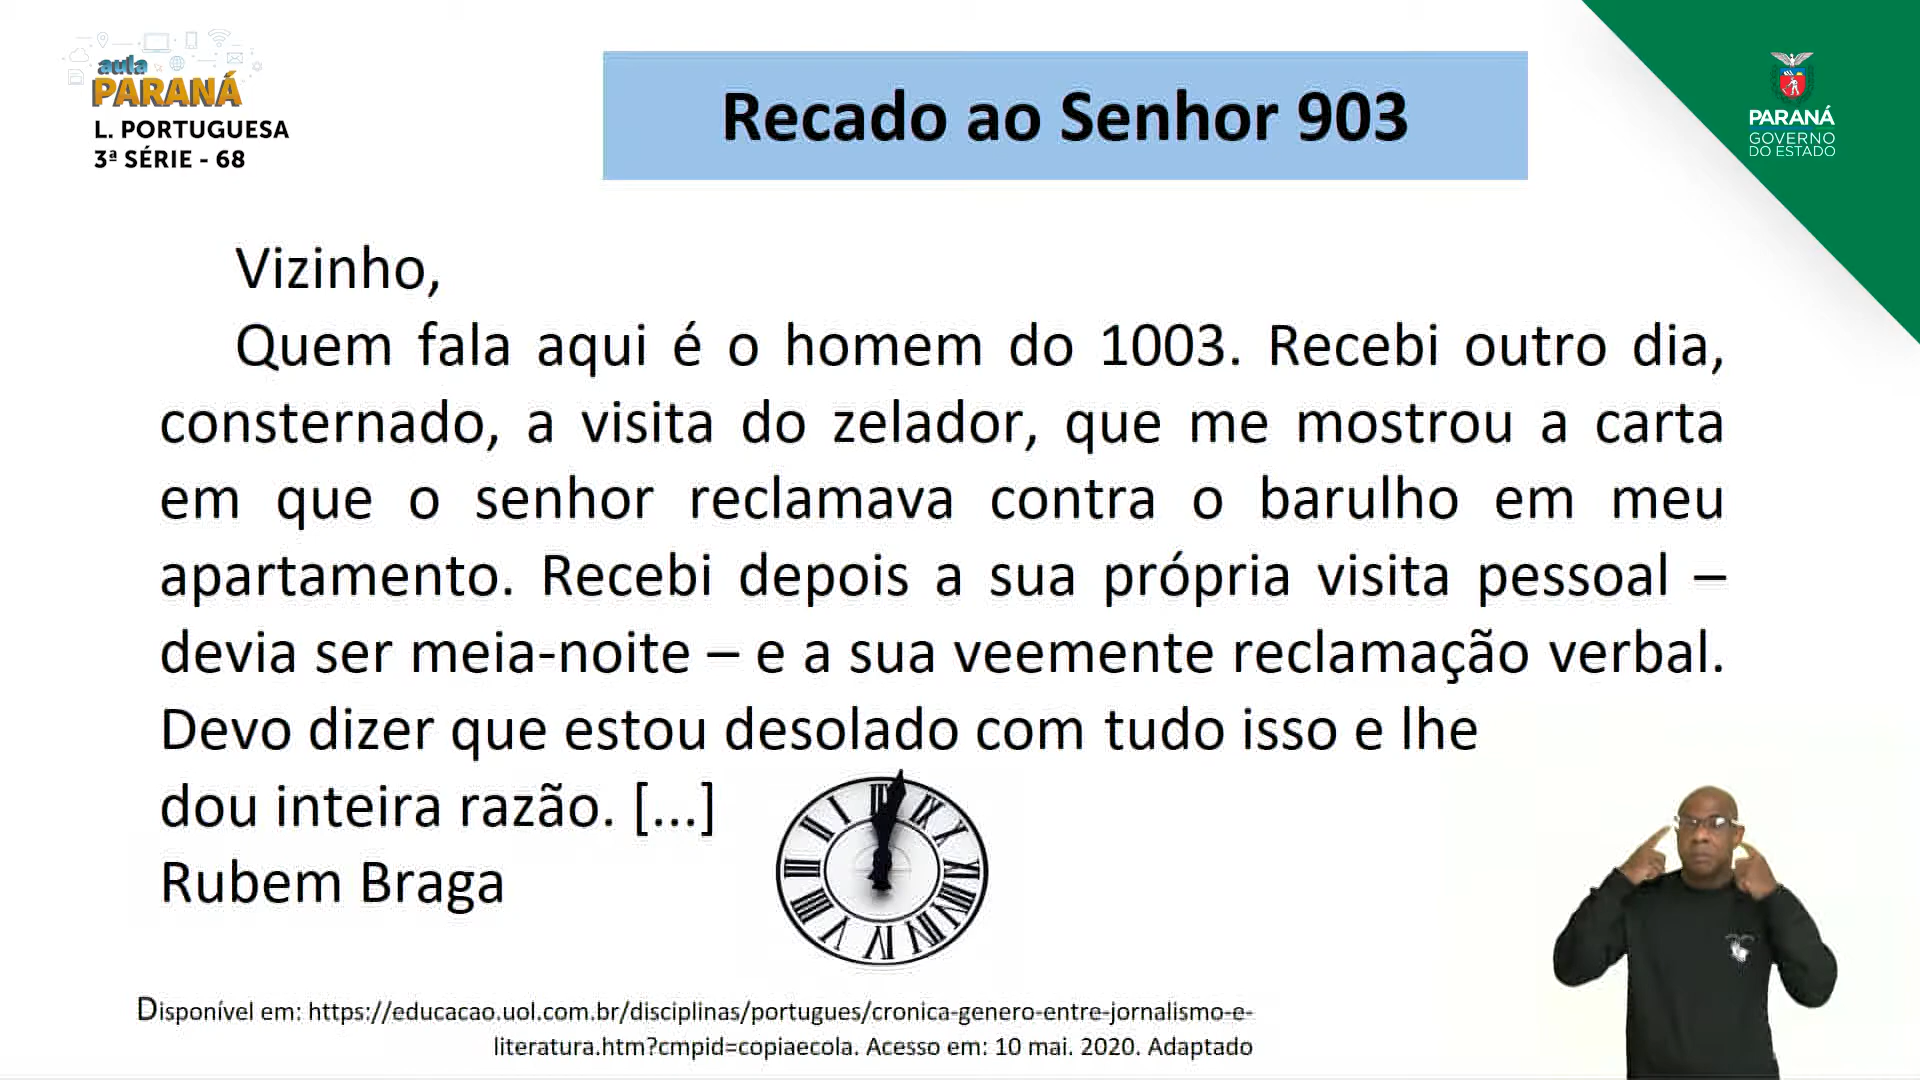 aula
PARANÁ
L. PORTUGUESA
3ª SÉRIE - 68
Recado ao Senhor 903
PARANÁ
GOVERNO
DO ESTADO
Vizinho,
Quem fala aqui é o homem do 1003. Recebi outro dia,
consternado, a visita do zelador, que me mostrou a carta
em que o senhor reclamava contra o barulho em meu
apartamento. Recebi depois a sua própria visita pessoal –
devia ser meia-noite – e a sua veemente reclamação verbal.
Devo dizer que estou desolado com tudo isso e lhe
dou inteira razão. [...]
Rubem Braga
Disponível em: https://educacao.uol.com.br/disciplinas/portugues/cronica-genero-entre-jornalismo-e-
literatura.htm?cmpid=copiaecola. Acesso em: 10 mai. 2020. Adaptado